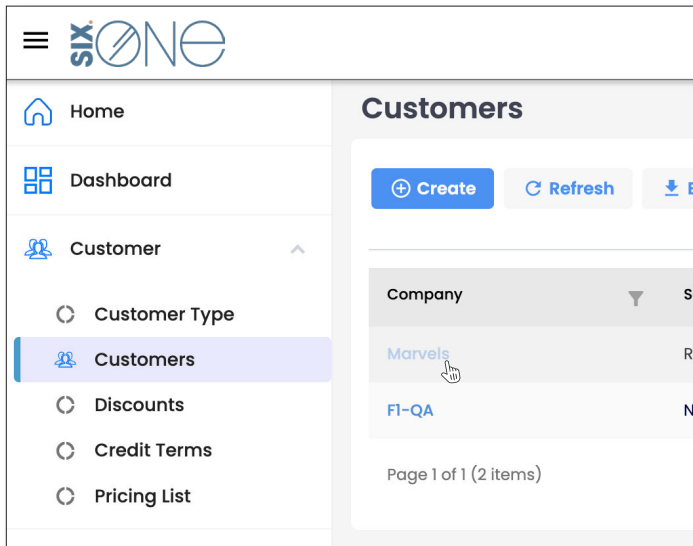 SIX ONE
Home
Dashboard
Customer
Customer Type
Customers
Discounts
Credit Terms
Pricing List
Customers
Create
Refresh
Company
Marvels
F1-QA
Page 1 of 1 (2 items)